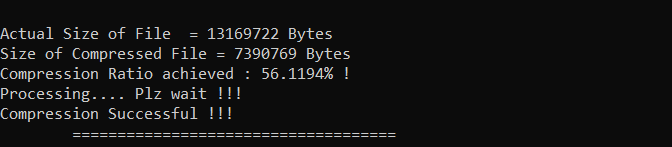 Actual Size of File  = 13169722 Bytes
Size of Compressed File = 7390769 Bytes
Compression Ratio achieved : 56.1194% !
Processing.... Plz wait !!!
Compression Successful !!!
====================================